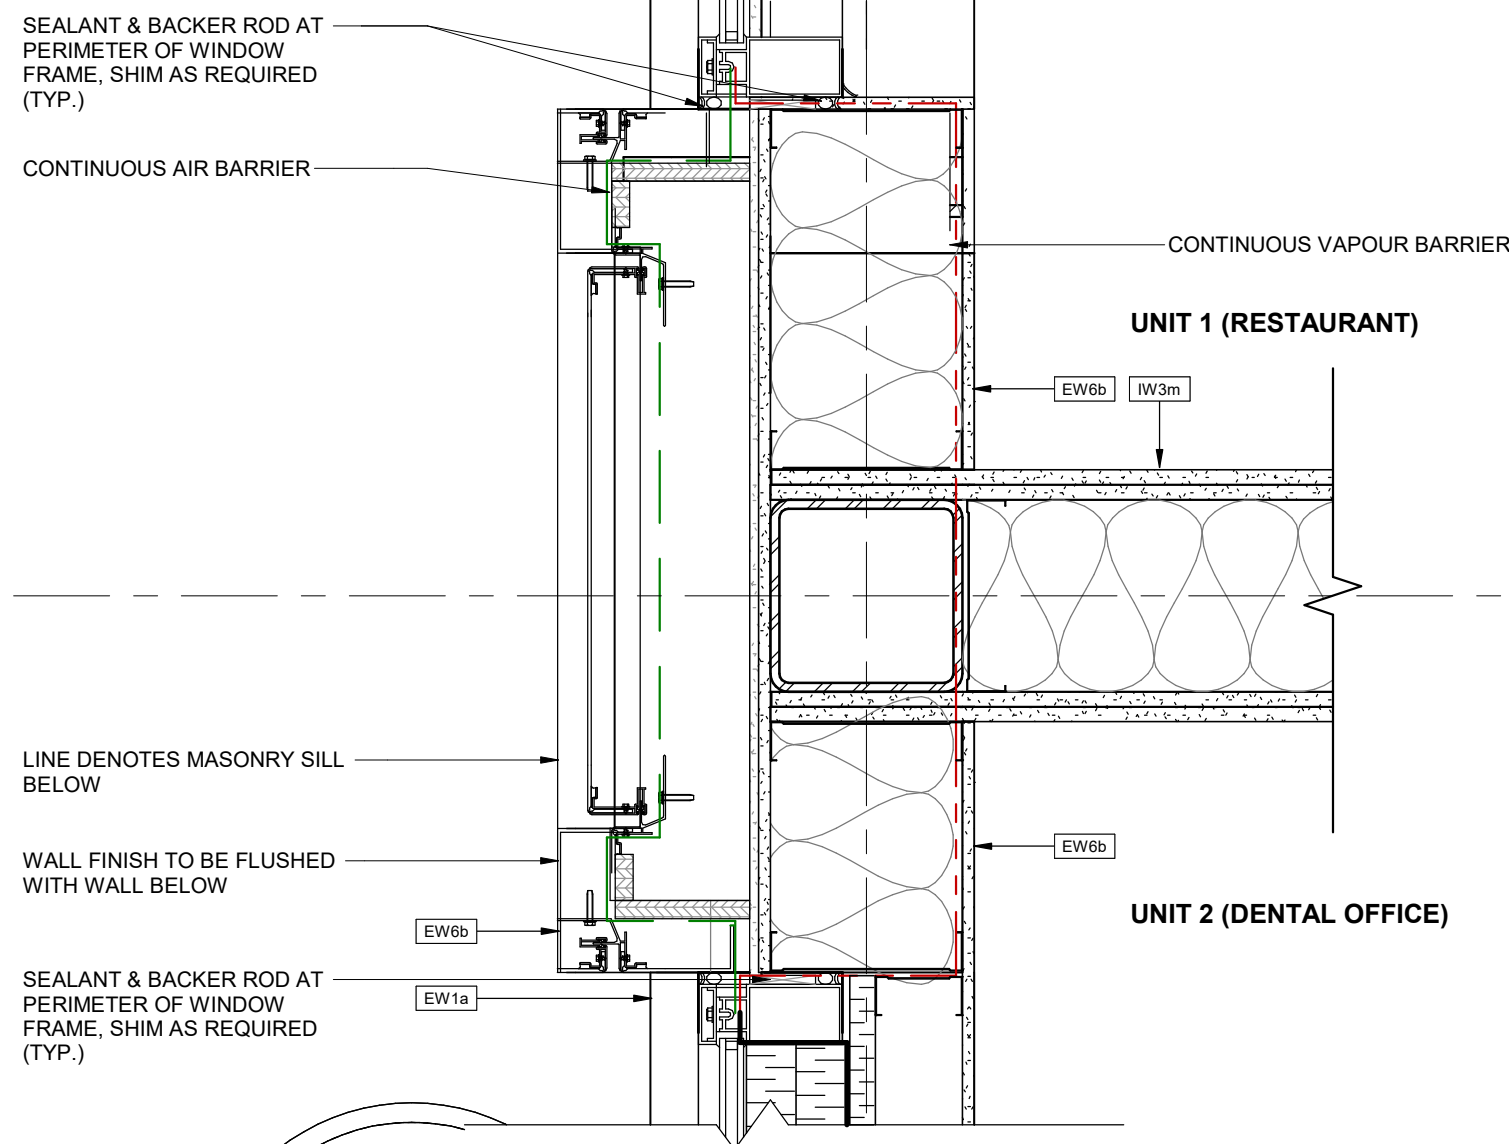 SEALANT & BACKER ROD AT
PERIMETER OF WINDOW
FRAME, SHIM AS REQUIRED
(TYP.)
CONTINUOUS AIR BARRIER
CONTINUOUS VAPOUR BARRIER
UNIT 1 (RESTAURANT)
EW6b
IW3m
LINE DENOTES MASONRY SILL
BELOW
WALL FINISH TO BE FLUSHED
WITH WALL BELOW
EW6b
UNIT 2 (DENTAL OFFICE)
EW6b
SEALANT & BACKER ROD AT
PERIMETER OF WINDOW
FRAME, SHIM AS REQUIRED
(TYP.)
EW1a